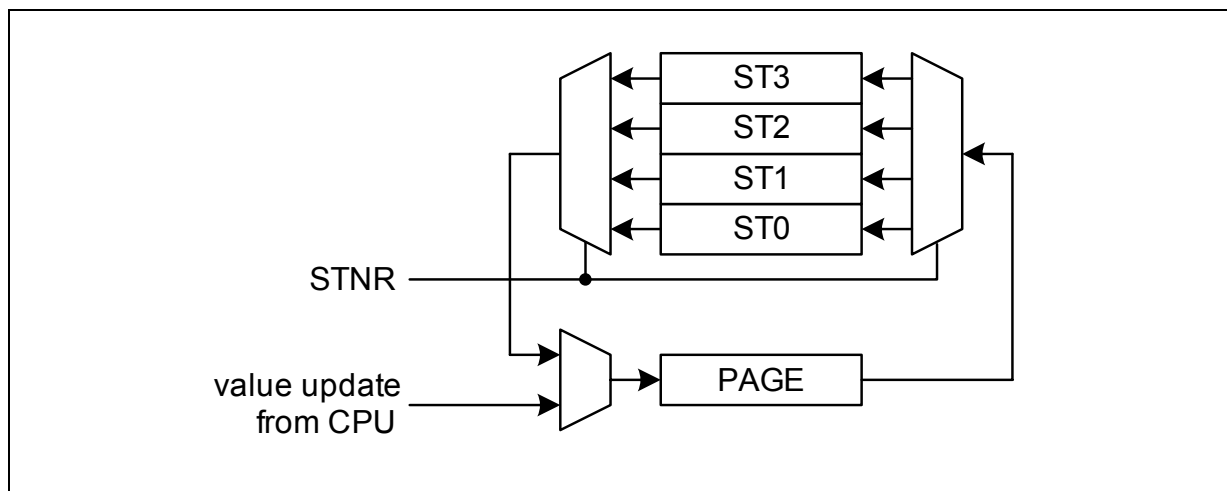 ST3
ST2
ST1
ST0
STNR
PAGE
value update
from CPU